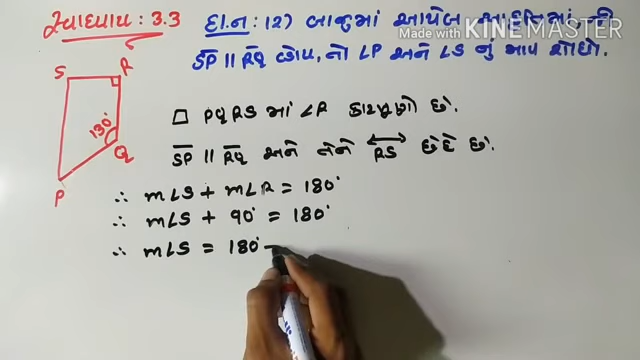 સ્વાધ્યાય : 3.3
દા.ન : 12) બાજુમાં આપેલ આકૃતિમાં, જો
Made with KINEMASTER
SP || RQ હોય, તો ∠P અને ∠S નું માપ શોધો.
S R
130°
Q
P
□ PQRS માં ∠R કાટખૂણો છે.
SP || RQ અને તેને RS છેદે છે.
∴ m∠S + m∠R = 180°
∴ m∠S + 90° = 180°
∴ m∠S = 180° -